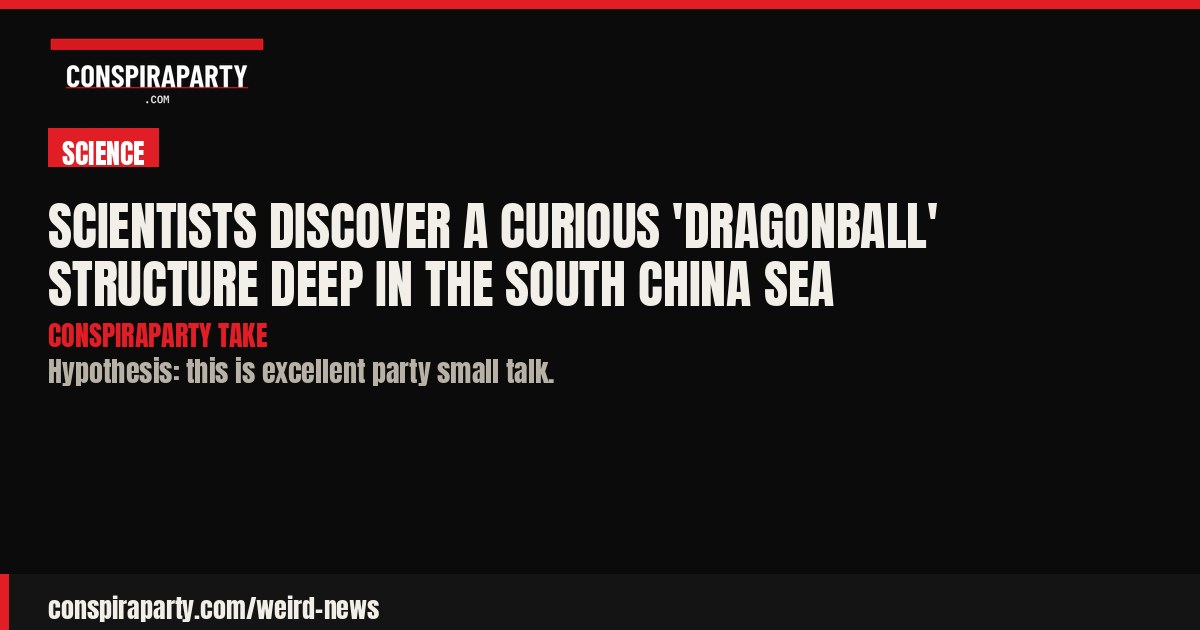 CONSPIRAPARTY
.COM
SCIENCE
SCIENTISTS DISCOVER A CURIOUS 'DRAGONBALL'
STRUCTURE DEEP IN THE SOUTH CHINA SEA
CONSPIRAPARTY TAKE
Hypothesis: this is excellent party small talk.
conspiraparty.com/weird-news